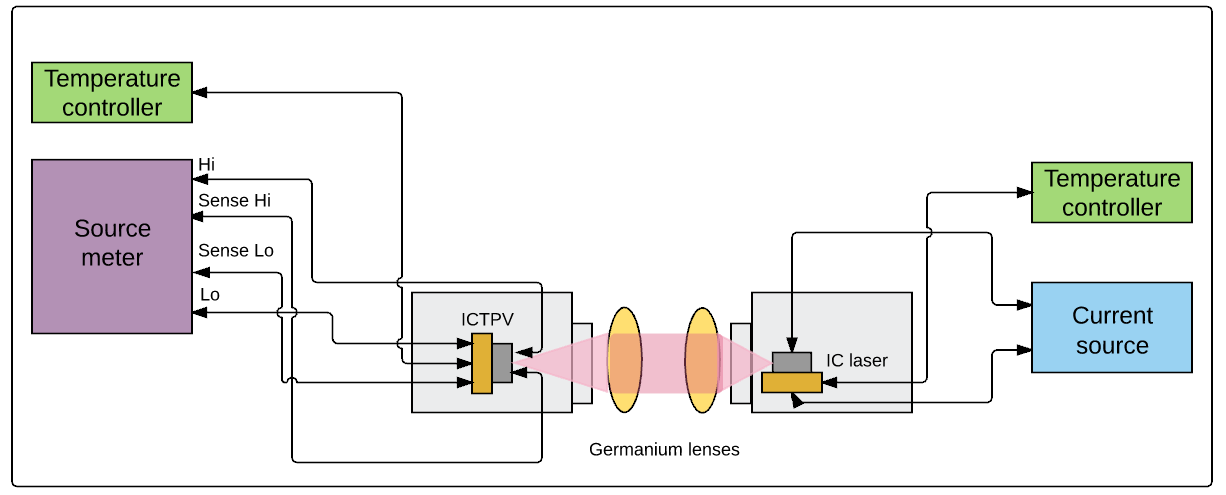 Temperature
controller
Hi
Sense Hi
Source
meter
Sense Lo
Lo
ICTPV
Germanium lenses
IC laser
Temperature
controller
Current
source